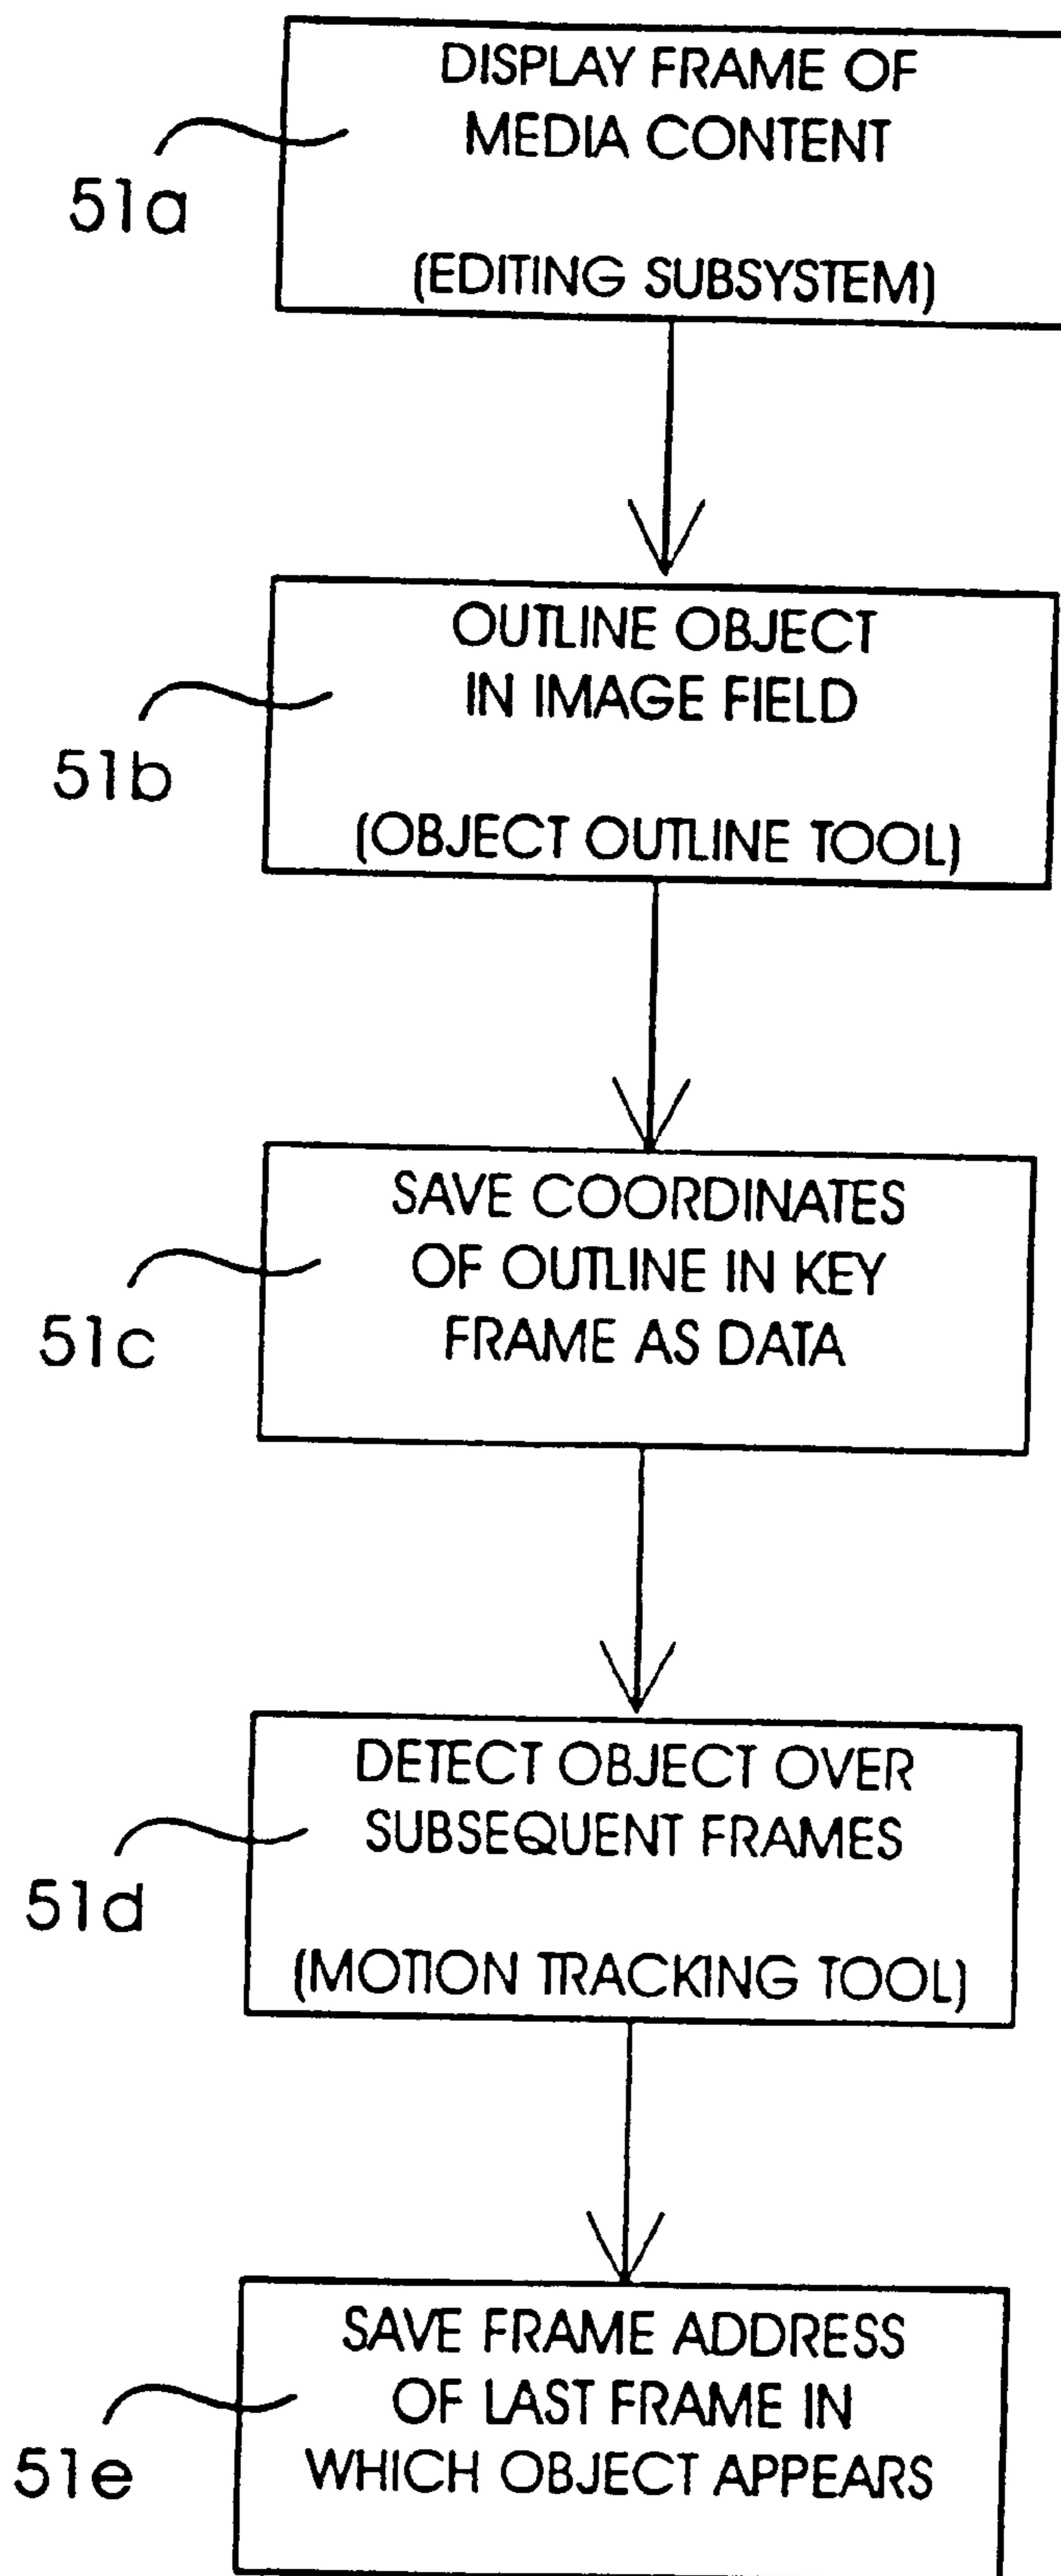 DISPLAY FRAME OF
MEDIA CONTENT
(EDITING SUBSYSTEM)
51a
OUTLINE OBJECT
IN IMAGE FIELD
(OBJECT OUTLINE TOOL)
51b
SAVE COORDINATES
OF OUTLINE IN KEY
FRAME AS DATA
51c
DETECT OBJECT OVER
SUBSEQUENT FRAMES
(MOTION TRACKING TOOL)
51d
SAVE FRAME ADDRESS
OF LAST FRAME IN
WHICH OBJECT APPEARS
51e